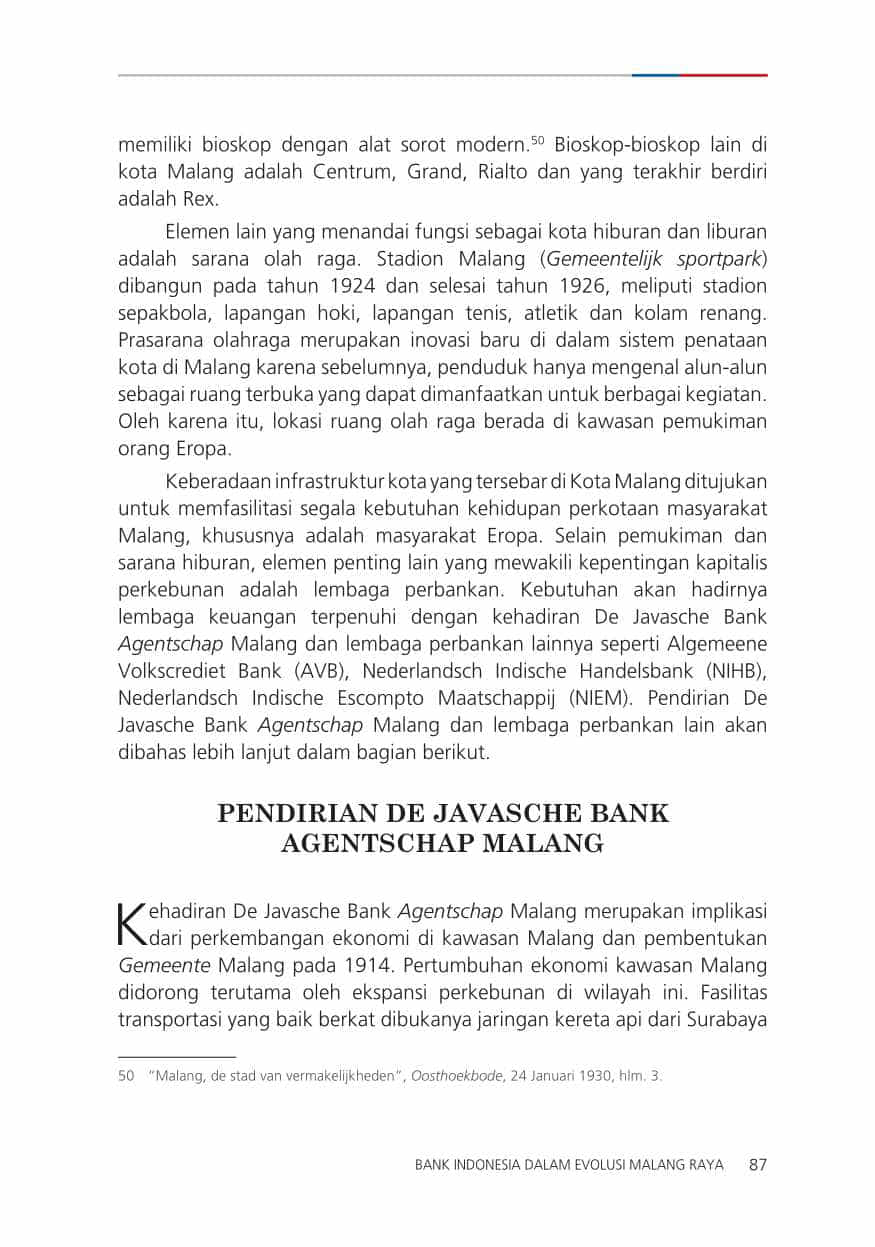 memiliki bioskop dengan alat sorot modern.50 Bioskop-bioskop lain di
kota Malang adalah Centrum, Grand, Rialto dan yang terakhir berdiri
adalah Rex.
Elemen lain yang menandai fungsi sebagai kota hiburan dan liburan
adalah sarana olah raga. Stadion Malang (Gemeentelijk sportpark)
dibangun pada tahun 1924 dan selesai tahun 1926, meliputi stadion
sepakbola, lapangan hoki, lapangan tenis, atletik dan kolam renang.
Prasarana olahraga merupakan inovasi baru di dalam sistem penataan
kota di Malang karena sebelumnya, penduduk hanya mengenal alun-alun
sebagai ruang terbuka yang dapat dimanfaatkan untuk berbagai kegiatan.
Oleh karena itu, lokasi ruang olah raga berada di kawasan pemukiman
orang Eropa.
Keberadaan infrastruktur kota yang tersebar di Kota Malang ditujukan
untuk memfasilitasi segala kebutuhan kehidupan perkotaan masyarakat
Malang, khususnya adalah masyarakat Eropa. Selain pemukiman dan
sarana hiburan, elemen penting lain yang mewakili kepentingan kapitalis
perkebunan adalah lembaga perbankan. Kebutuhan akan hadirnya
lembaga keuangan terpenuhi dengan kehadiran De Javasche Bank
Agentschap Malang dan lembaga perbankan lainnya seperti Algemeene
Volkscrediet Bank (AVB), Nederlandsch Indische Handelsbank (NIHB),
Nederlandsch Indische Escompto Maatschappij (NIEM). Pendirian De
Javasche Bank Agentschap Malang dan lembaga perbankan lain akan
dibahas lebih lanjut dalam bagian berikut.
PENDIRIAN DE JAVASCHE BANK
AGENTSCHAP MALANG
Kehadiran De Javasche Bank Agentschap Malang merupakan implikasi
dari perkembangan ekonomi di kawasan Malang dan pembentukan
Gemeente Malang pada 1914. Pertumbuhan ekonomi kawasan Malang
didorong terutama oleh ekspansi perkebunan di wilayah ini. Fasilitas
transportasi yang baik berkat dibukanya jaringan kereta api dari Surabaya
50 “Malang, de stad van vermakelijkheden”, Oosthoekbode, 24 Januari 1930, hlm. 3.
BANK INDONESIA DALAM EVOLUSI MALANG RAYA 87